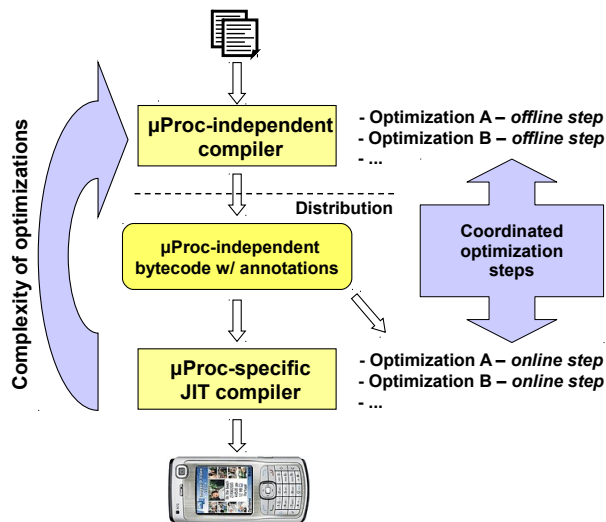 µProc-independent
compiler
- Optimization A – offline step
- Optimization B – offline step
- ...
Distribution
µProc-independent
bytecode w/ annotations
Coordinated
optimization
steps
Complexity of optimizations
µProc-specific
JIT compiler
- Optimization A – online step
- Optimization B – online step
- ...